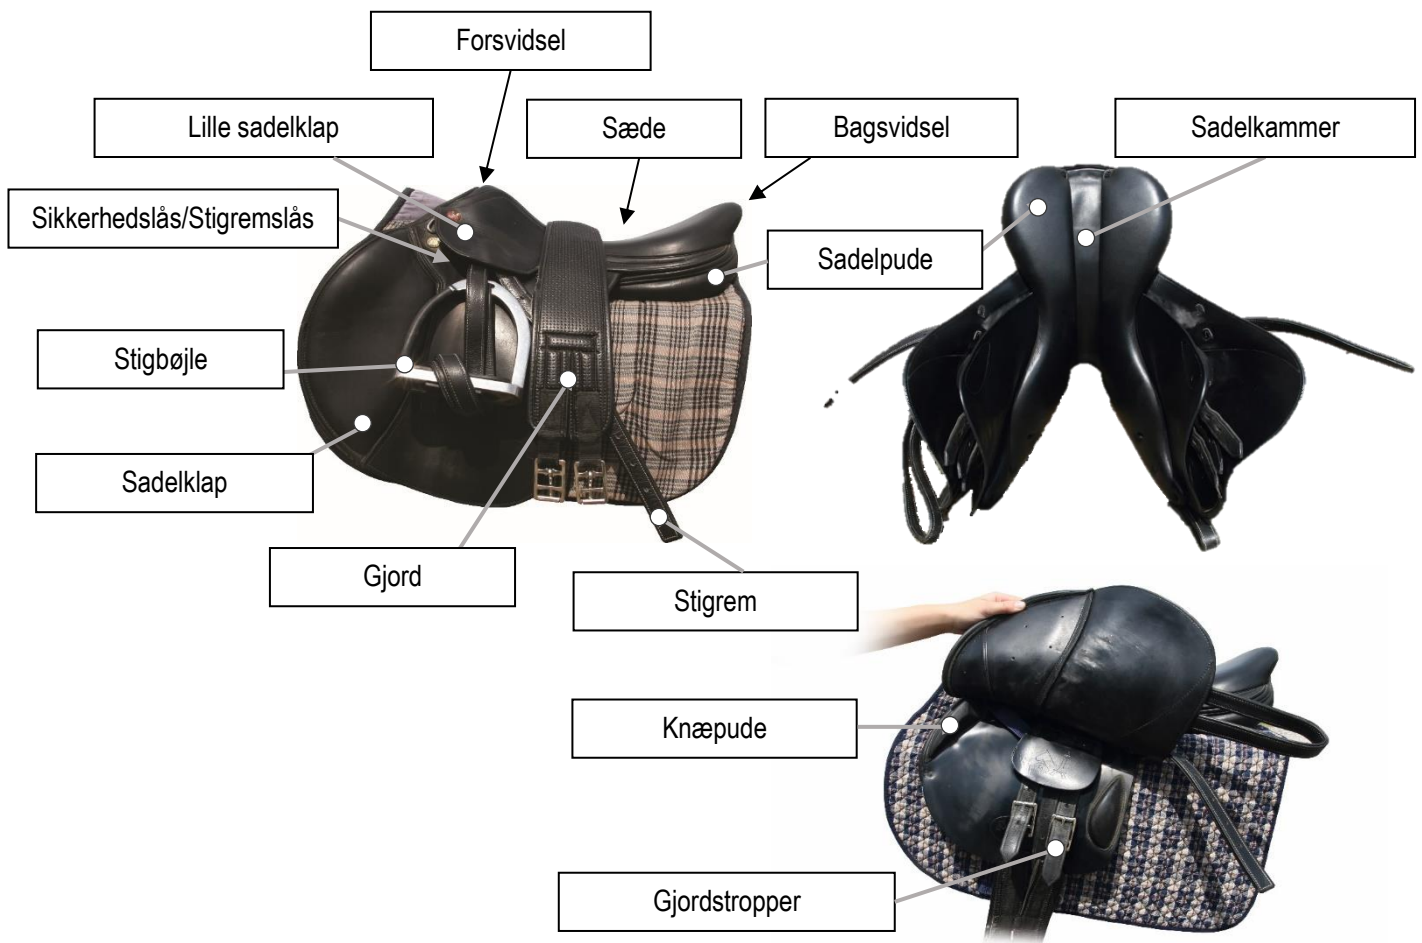 Forsvidsel
Lille sadelklap
Sæde
Bagsvidsel
Sadelkammer
Sikkerhedslås/Stigremslås
Sadelpude
Stigbøjle
Sadelklap
Gjord
Stigrem
Knæpude
Gjordstropper